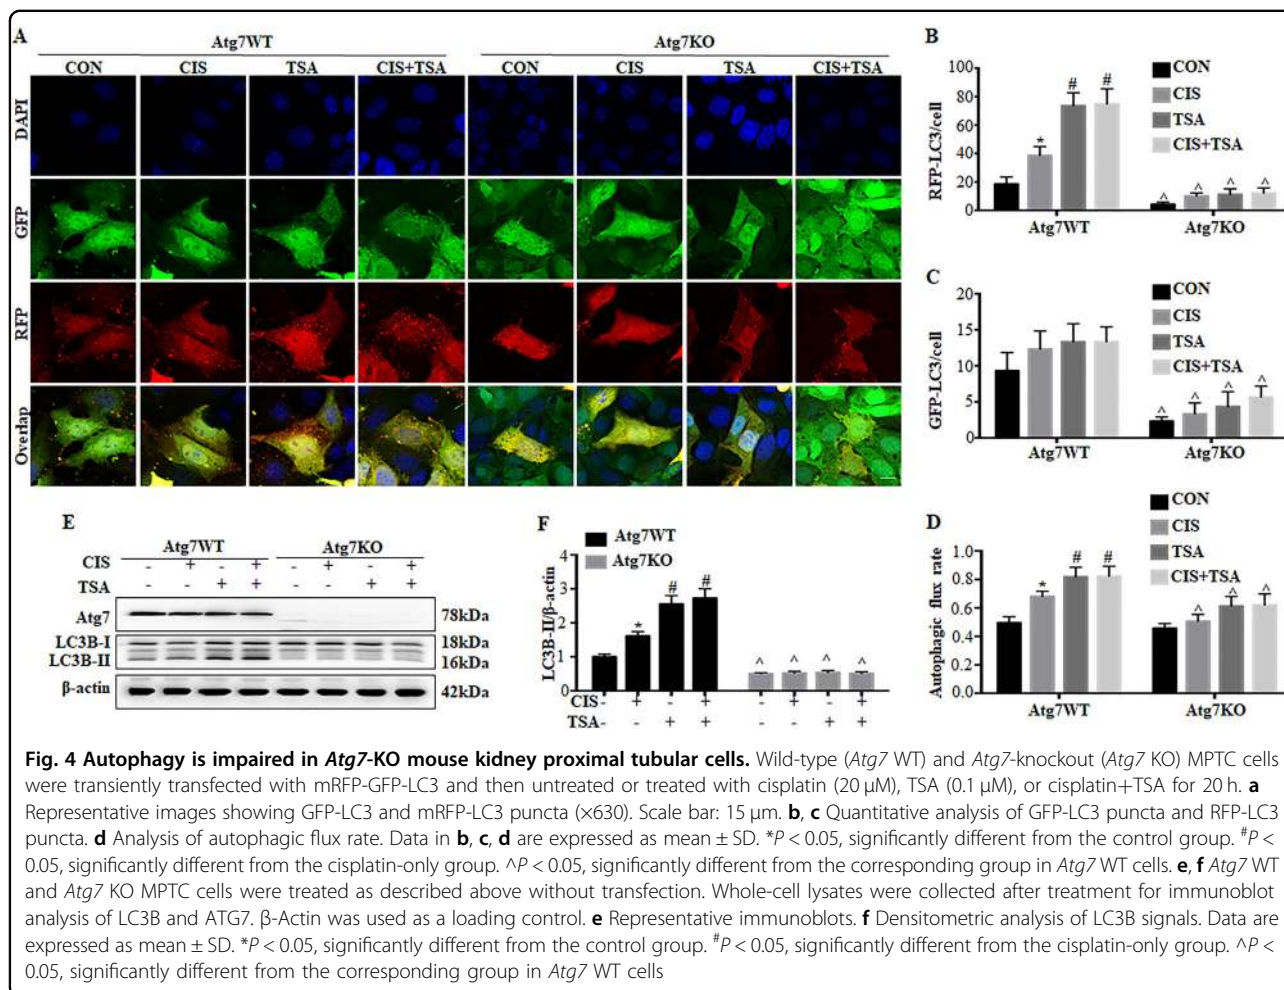 A
Atg7WT Atg7KO
CON CIS TSA CIS+TSA CON CIS TSA CIS+TSA
DAPI
GFP
RFP
Overlap
B
CON
CIS
TSA
CIS+TSA
RFP-LC3/cell
100
80
60
40
20
0
* # # ^ ^ ^ ^
Atg7WT Atg7KO
C
CON
CIS
TSA
CIS+TSA
GFP-LC3/cell
20
15
10
5
0
^ ^ ^ ^
Atg7WT Atg7KO
D
CON
CIS
TSA
CIS+TSA
Autophagic flux rate
1.0
0.8
0.6
0.4
0.2
0.0
* # # ^ ^ ^
Atg7WT Atg7KO
E
Atg7WT Atg7KO
CIS - + - + - + - +
TSA - - + + - - + +
Atg7 78kDa
LC3B-I 18kDa
LC3B-II 16kDa
β-actin 42kDa
F
Atg7WT
Atg7KO
LC3B-II/β-actin
4
3
2
1
0
* # # ^ ^ ^ ^
CIS - + - + - + - +
TSA - - + + - - + +
Fig. 4 Autophagy is impaired in Atg7-KO mouse kidney proximal tubular cells. Wild-type (Atg7 WT) and Atg7-knockout (Atg7 KO) MPTC cells
were transiently transfected with mRFP-GFP-LC3 and then untreated or treated with cisplatin (20 μM), TSA (0.1 μM), or cisplatin+TSA for 20 h. a
Representative images showing GFP-LC3 and mRFP-LC3 puncta (×630). Scale bar: 15 μm. b, c Quantitative analysis of GFP-LC3 puncta and RFP-LC3
puncta. d Analysis of autophagic flux rate. Data in b, c, d are expressed as mean ± SD. *P < 0.05, significantly different from the control group. #P <
0.05, significantly different from the cisplatin-only group. ^P < 0.05, significantly different from the corresponding group in Atg7 WT cells. e, f Atg7 WT
and Atg7 KO MPTC cells were treated as described above without transfection. Whole-cell lysates were collected after treatment for immunoblot
analysis of LC3B and ATG7. β-Actin was used as a loading control. e Representative immunoblots. f Densitometric analysis of LC3B signals. Data are
expressed as mean ± SD. *P < 0.05, significantly different from the control group. #P < 0.05, significantly different from the cisplatin-only group. ^P <
0.05, significantly different from the corresponding group in Atg7 WT cells